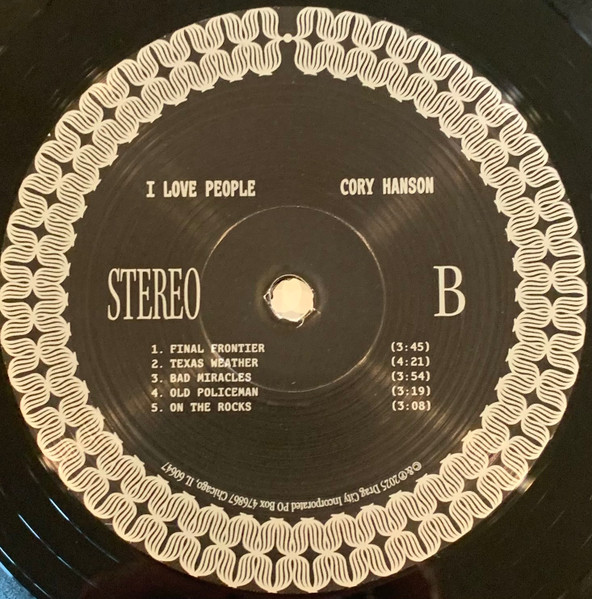 I LOVE PEOPLE CORY HANSON
STEREO B
1. FINAL FRONTIER (3:45)
2. TEXAS WEATHER (4:21)
3. BAD MIRACLES (3:54)
4. OLD POLICEMAN (3:19)
5. ON THE ROCKS (3:08)
©&℗2025 Drag City Incorporated PO Box 476867 Chicago, IL 60647